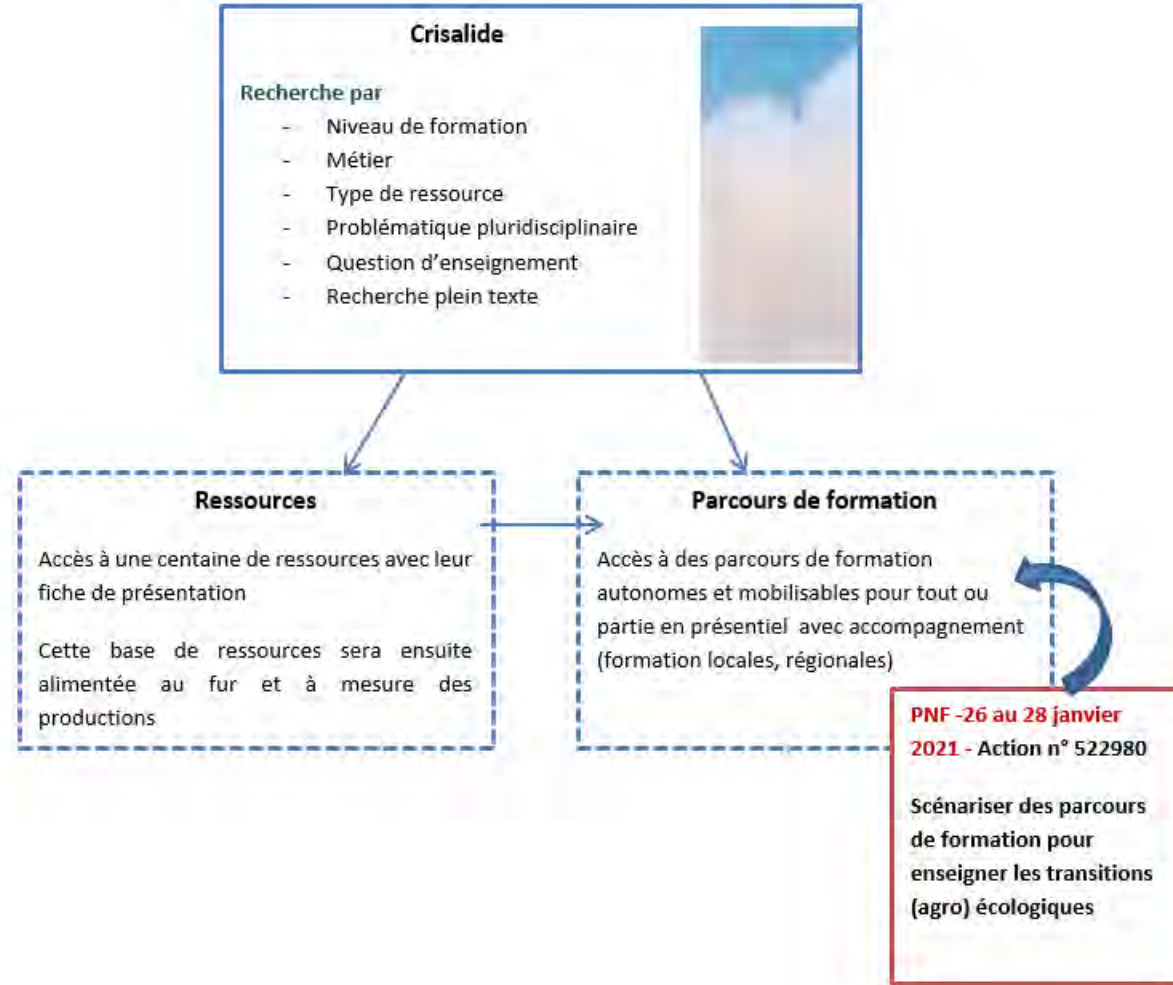 Crisalide
Recherche par
- Niveau de formation
- Métier
- Type de ressource
- Problématique pluridisciplinaire
- Question d'enseignement
- Recherche plein texte
Ressources
Accès à une centaine de ressources avec leur
fiche de présentation
Cette base de ressources sera ensuite
alimentée au fur et à mesure des
productions
Parcours de formation
Accès à des parcours de formation
autonomes et mobilisables pour tout ou
partie en présentiel avec accompagnement
(formation locales, régionales)
PNF -26 au 28 janvier
2021 - Action n° 522980
Scénariser des parcours
de formation pour
enseigner les transitions
(agro) écologiques